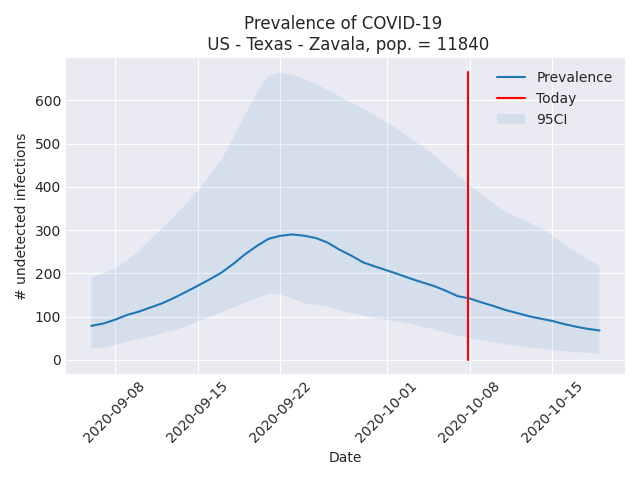 Prevalence of COVID-19
US - Texas - Zavala, pop. = 11840
Prevalence
Today
95CI
# undetected infections
600
500
400
300
200
100
0
2020-09-08
2020-09-15
2020-09-22
2020-10-01
2020-10-08
2020-10-15
Date